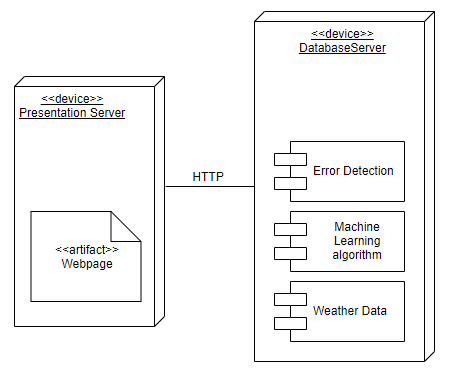 <<device>>
DatabaseServer
<<device>>
Presentation Server
HTTP
Error Detection
Machine
Learning
algorithm
<<artifact>>
Webpage
Weather Data